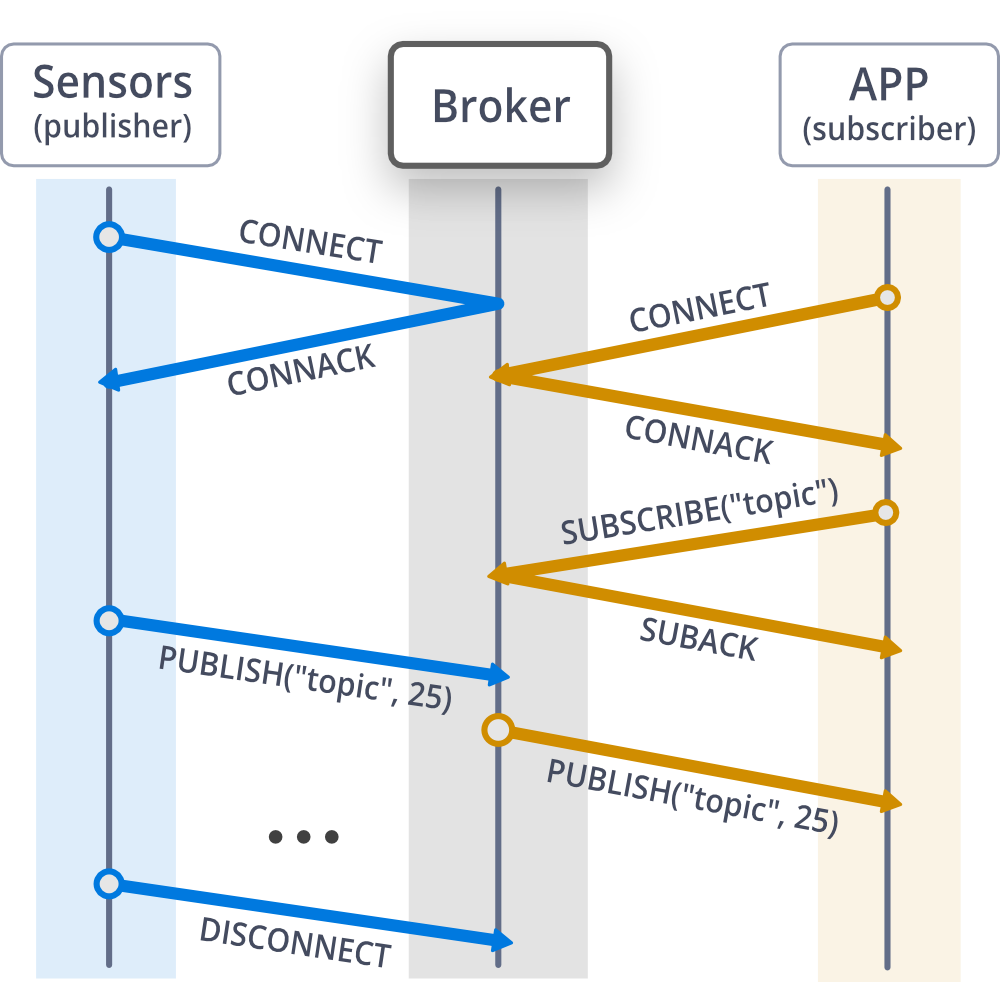 Sensors
(publisher)
Broker
APP
(subscriber)
CONNECT
CONNACK
CONNECT
CONNACK
SUBSCRIBE("topic")
SUBACK
PUBLISH("topic", 25)
PUBLISH("topic", 25)
...
DISCONNECT